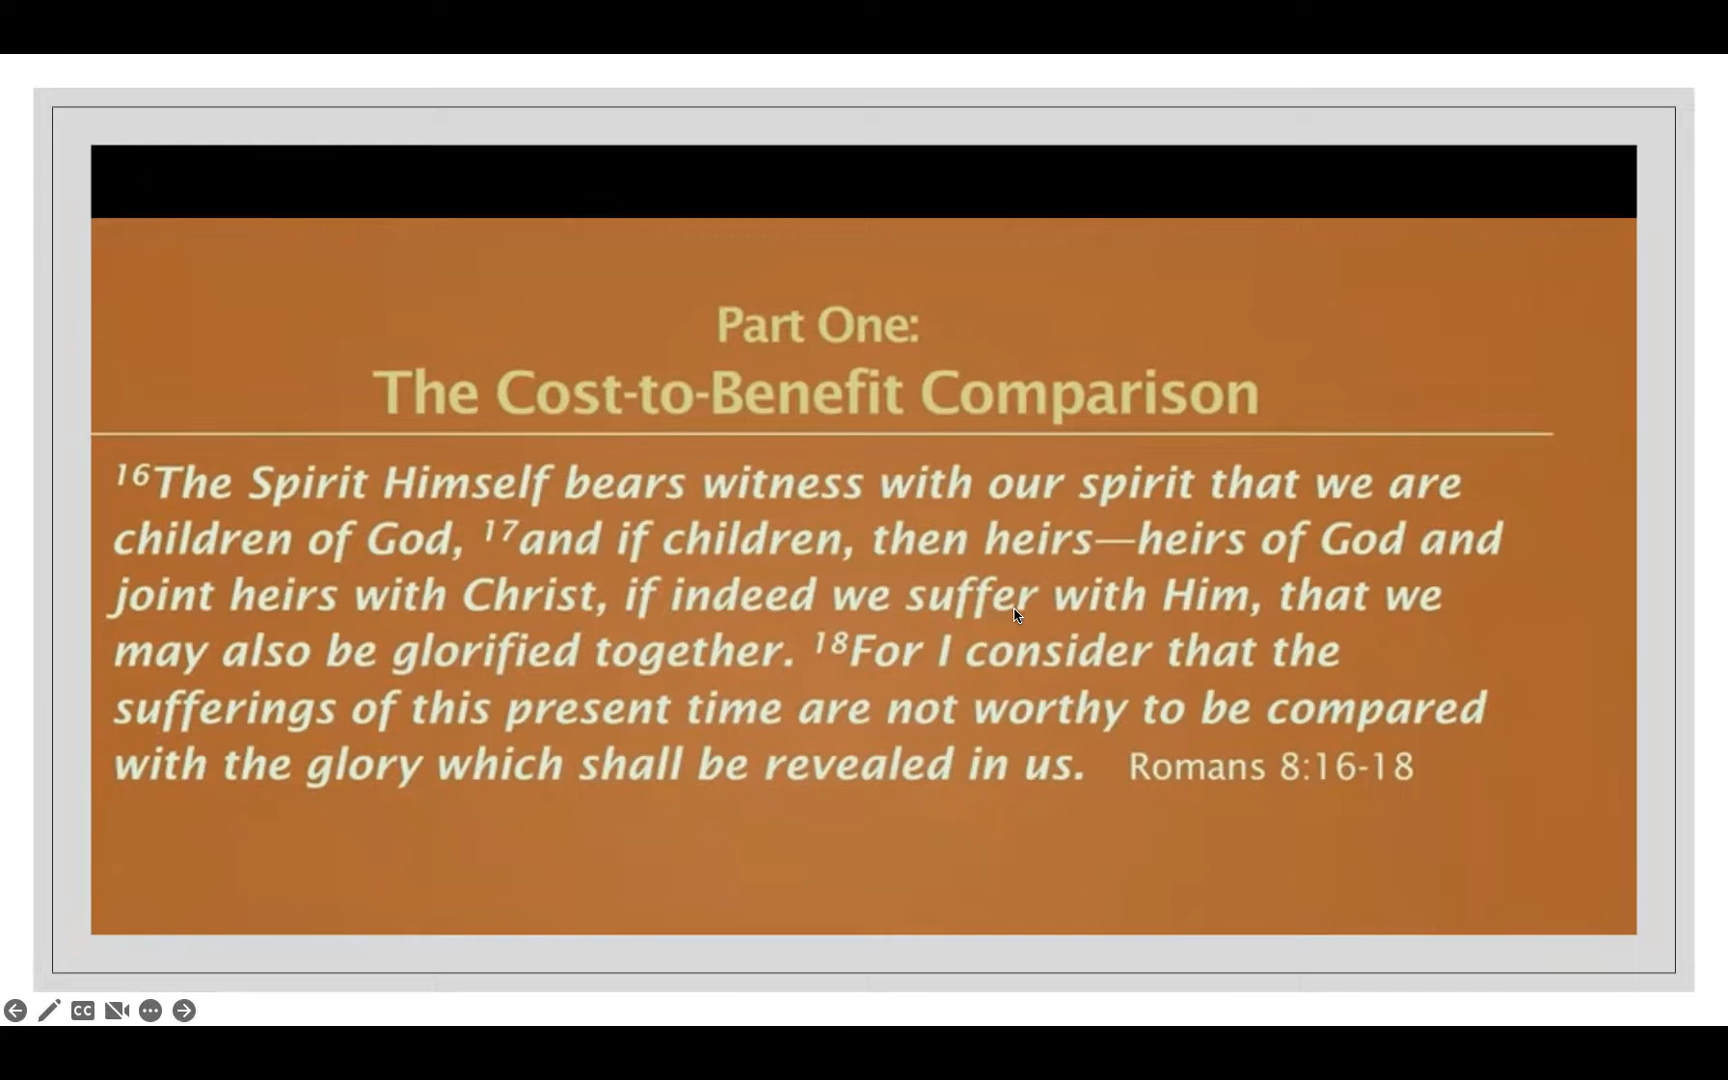 Part One:
The Cost-to-Benefit Comparison
16The Spirit Himself bears witness with our spirit that we are
children of God, 17and if children, then heirs—heirs of God and
joint heirs with Christ, if indeed we suffer with Him, that we
may also be glorified together. 18For I consider that the
sufferings of this present time are not worthy to be compared
with the glory which shall be revealed in us. Romans 8:16-18
CC